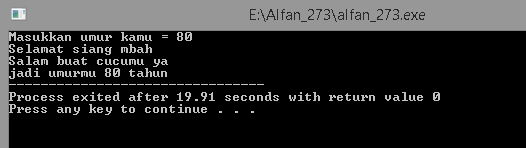 E:\Alfan_273\alfan_273.exe
Masukkan umur kamu = 80
Selamat siang mbah
Salam buat cucumu ya
jadi umurmu 80 tahun
--------------------------------
Process exited after 19.91 seconds with return value 0
Press any key to continue . . .